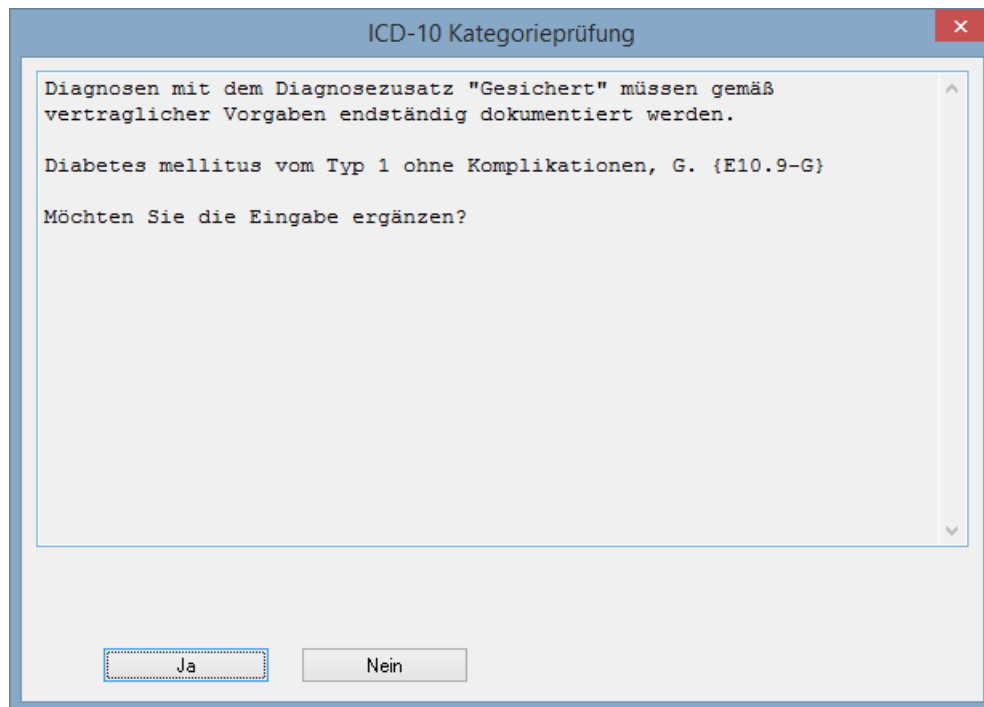 ICD-10 Kategorieprüfung
Diagnosen mit dem Diagnosezusatz "Gesichert" müssen gemäß
vertraglicher Vorgaben endständig dokumentiert werden.
Diabetes mellitus vom Typ 1 ohne Komplikationen, G. {E10.9-G}
Möchten Sie die Eingabe ergänzen?
Ja
Nein